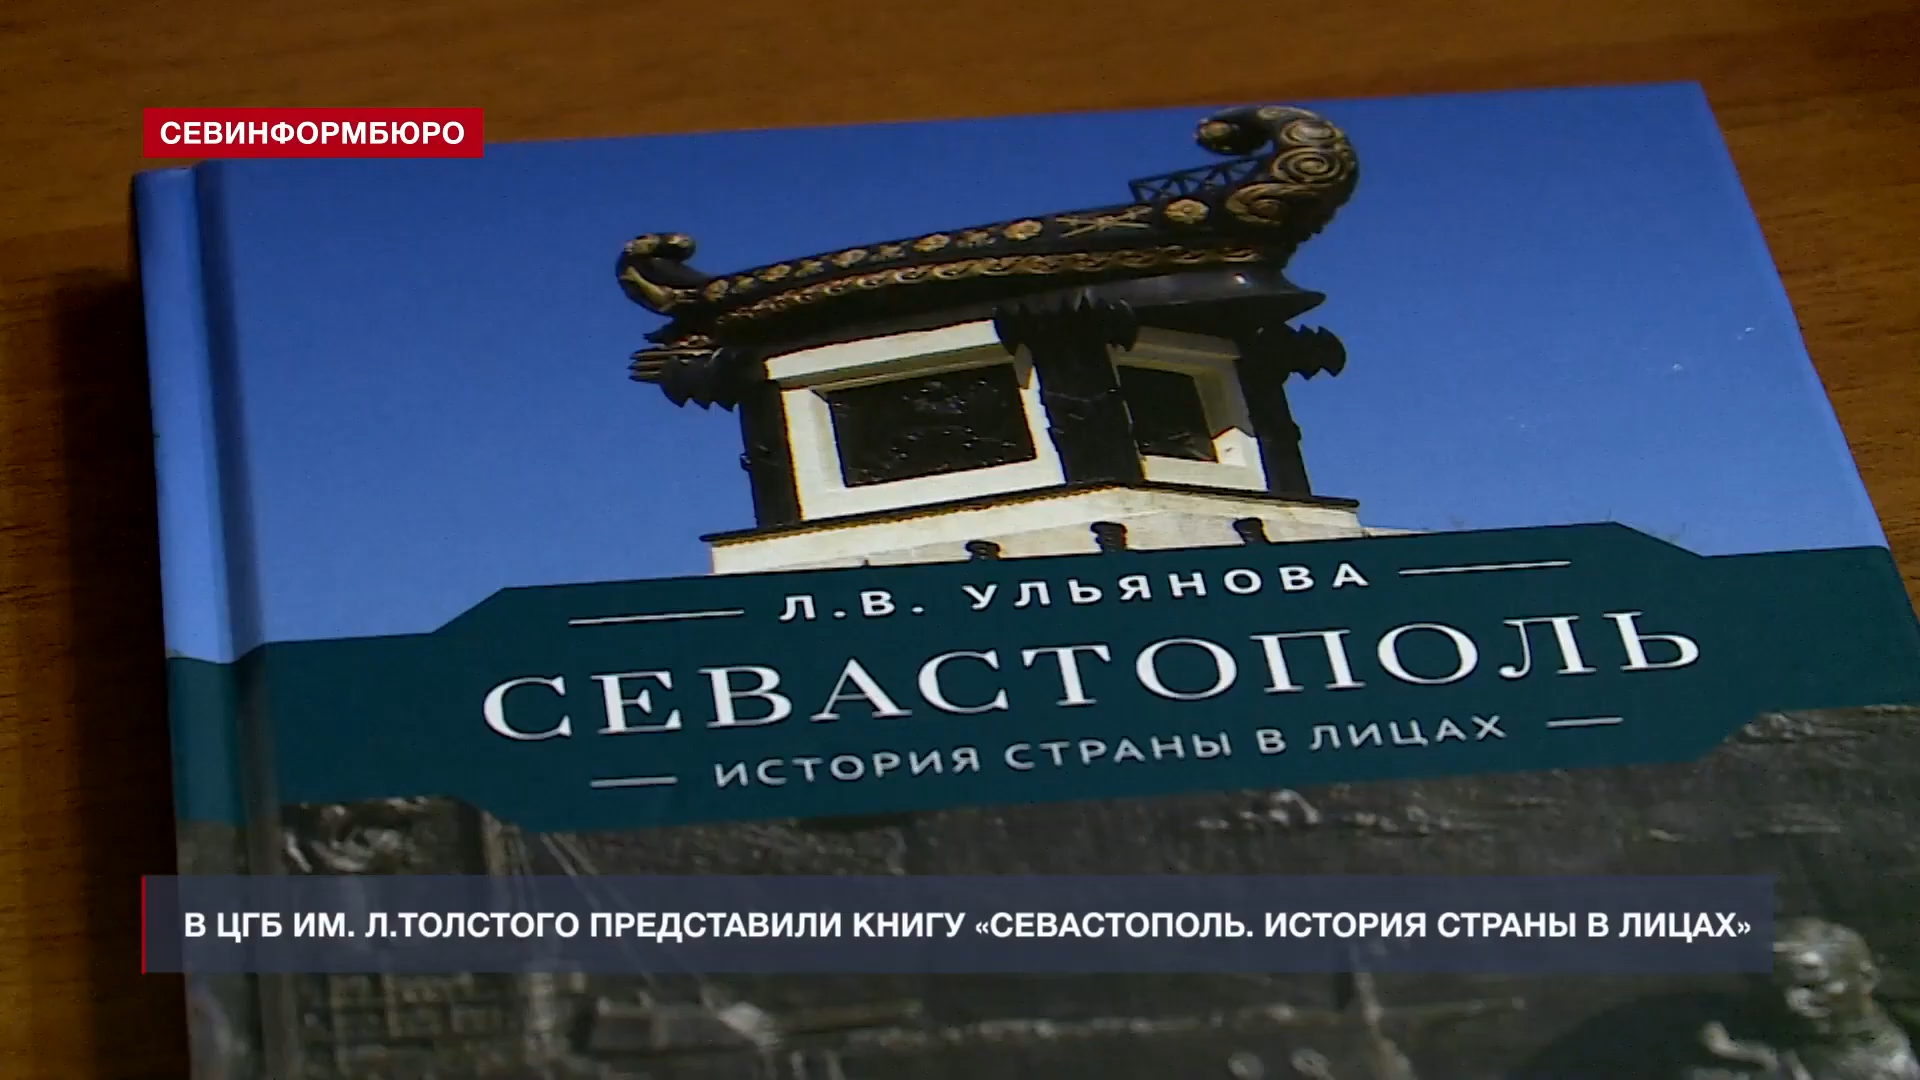 СЕВИНФОРМБЮРО
Л.В. УЛЬЯНОВА
СЕВАСТОПОЛЬ
ИСТОРИЯ СТРАНЫ В ЛИЦАХ
В ЦГБ ИМ. Л.ТОЛСТОГО ПРЕДСТАВИЛИ КНИГУ «СЕВАСТОПОЛЬ. ИСТОРИЯ СТРАНЫ В ЛИЦАХ»